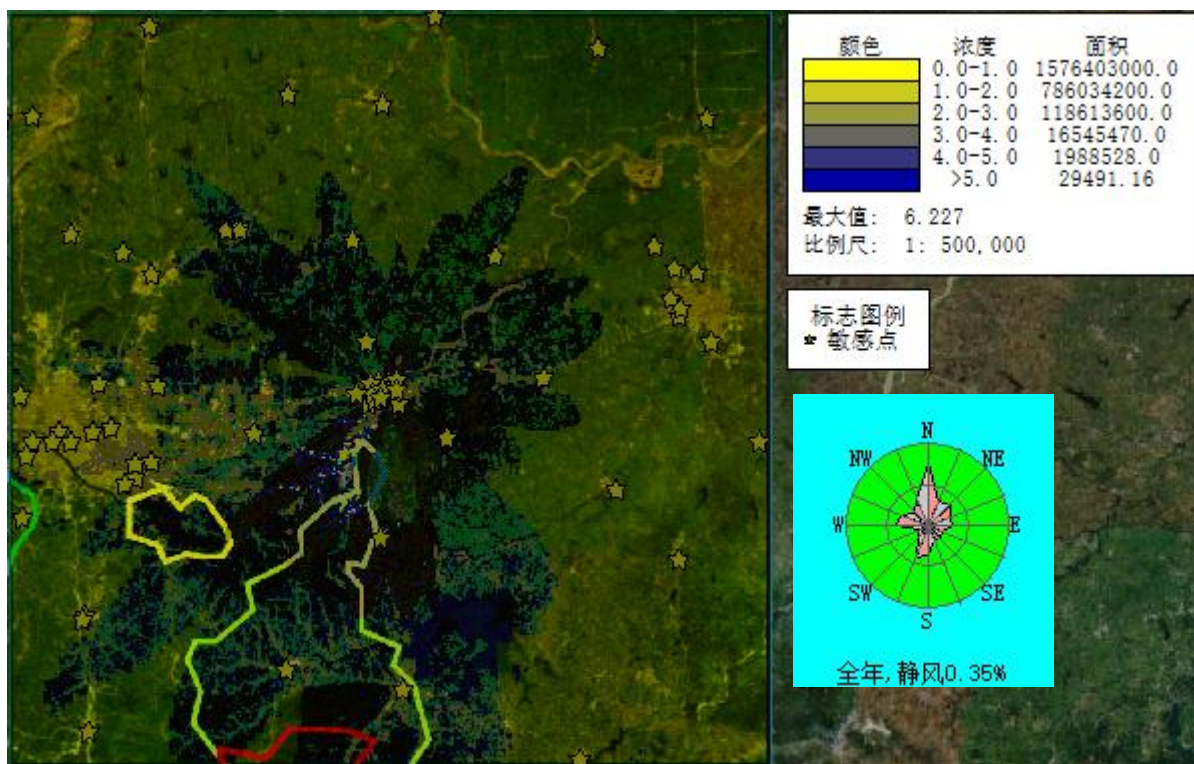 颜色 浓度 面积
0.0-1.0 1576403000.0
1.0-2.0 786034200.0
2.0-3.0 118613600.0
3.0-4.0 16545470.0
4.0-5.0 1988528.0
>5.0 29491.16
最大值: 6.227
比例尺: 1: 500,000
标志图例
* 敏感点
N
NW NE
W E
SW SE
S
全年,静风0.35%